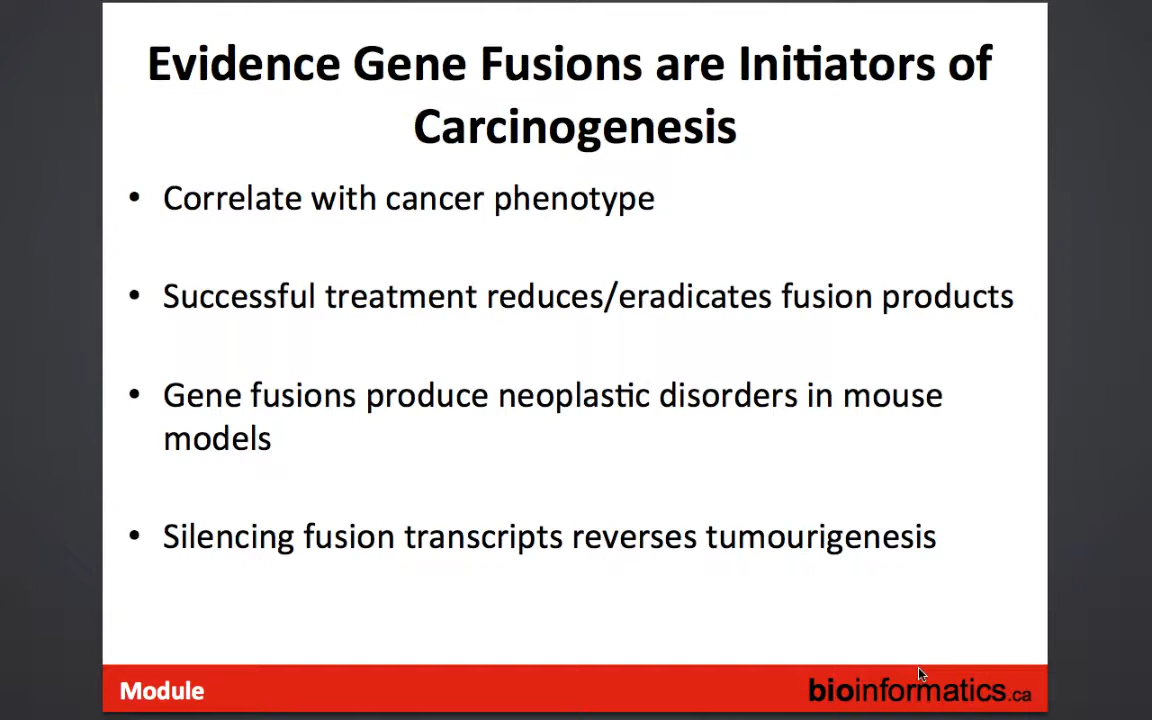 Evidence Gene Fusions are Initiators of
Carcinogenesis
• Correlate with cancer phenotype
• Successful treatment reduces/eradicates fusion products
• Gene fusions produce neoplastic disorders in mouse
models
• Silencing fusion transcripts reverses tumourigenesis
Module
bioinformatics.ca